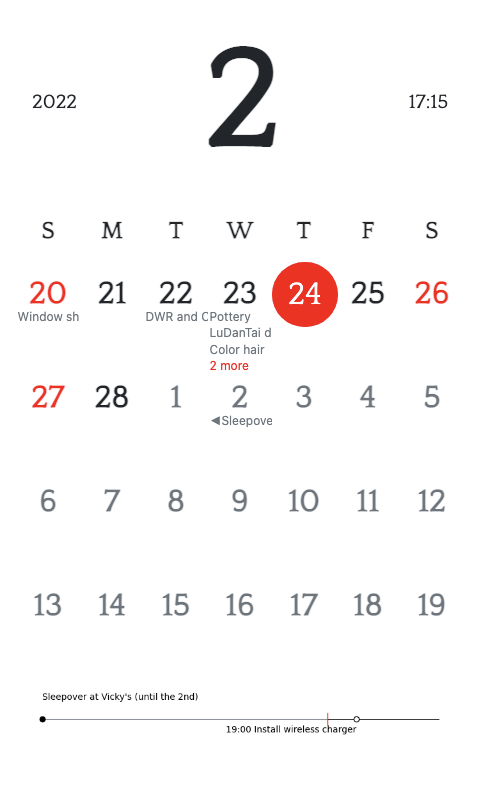 2
2022
17:15
S M T W T F S
20 21 22 23 24 25 26
Window sh DWR and C Pottery
LuDanTai d
Color hair
2 more
27 28 1 2 3 4 5
◀Sleepove
6 7 8 9 10 11 12
13 14 15 16 17 18 19
Sleepover at Vicky's (until the 2nd)
19:00 Install wireless charger